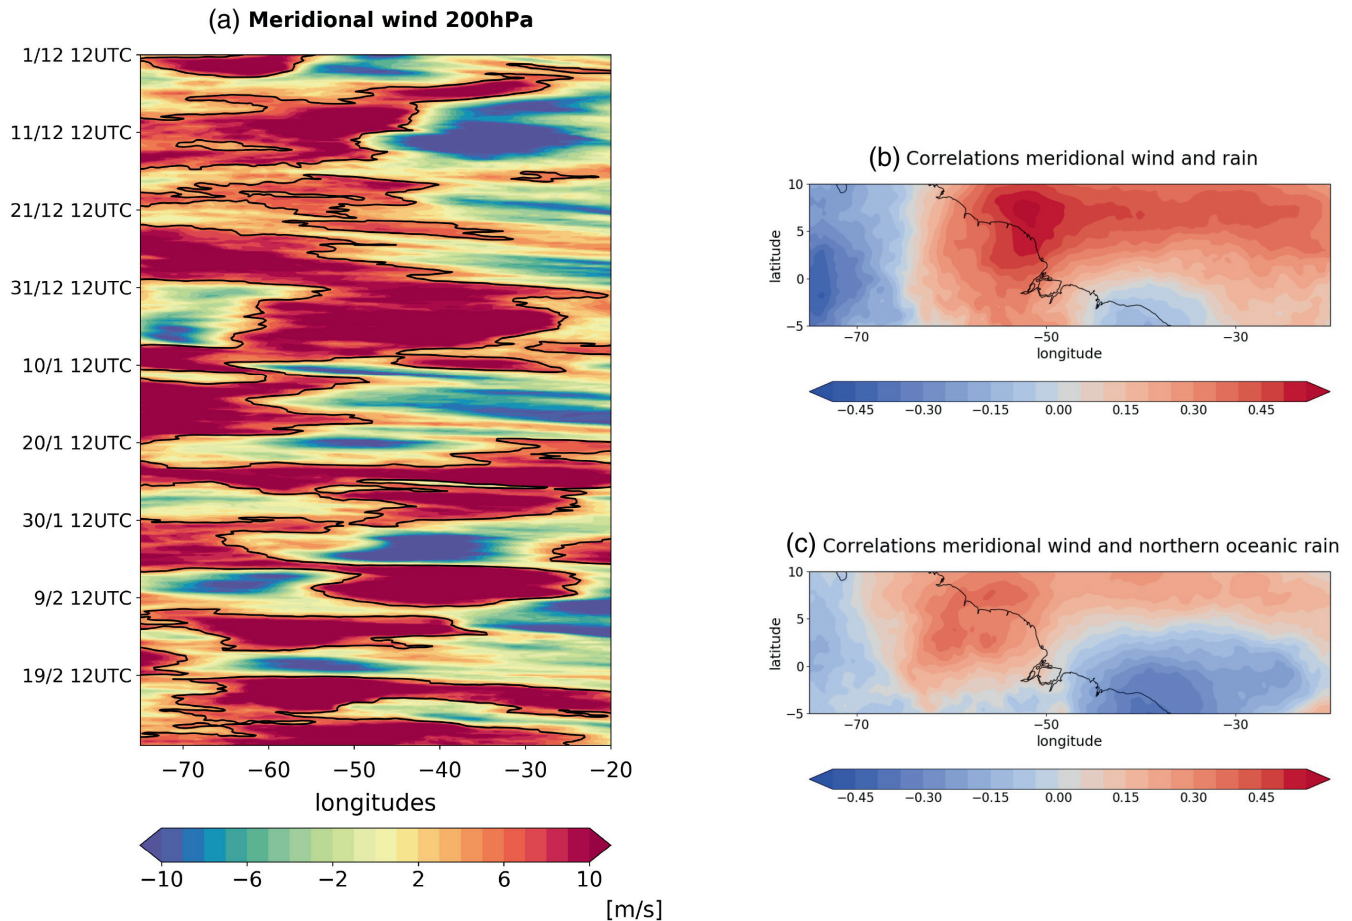 (a) Meridional wind 200hPa
1/12 12UTC
11/12 12UTC
21/12 12UTC
31/12 12UTC
10/1 12UTC
20/1 12UTC
30/1 12UTC
9/2 12UTC
19/2 12UTC
−70 −60 −50 −40 −30 −20
longitudes
−10 −6 −2 2 6 10
[m/s]
(b) Correlations meridional wind and rain
10
5
0
−5
latitude
−70 −50 −30
longitude
−0.45 −0.30 −0.15 0.00 0.15 0.30 0.45
(c) Correlations meridional wind and northern oceanic rain
10
5
0
−5
latitude
−70 −50 −30
longitude
−0.45 −0.30 −0.15 0.00 0.15 0.30 0.45